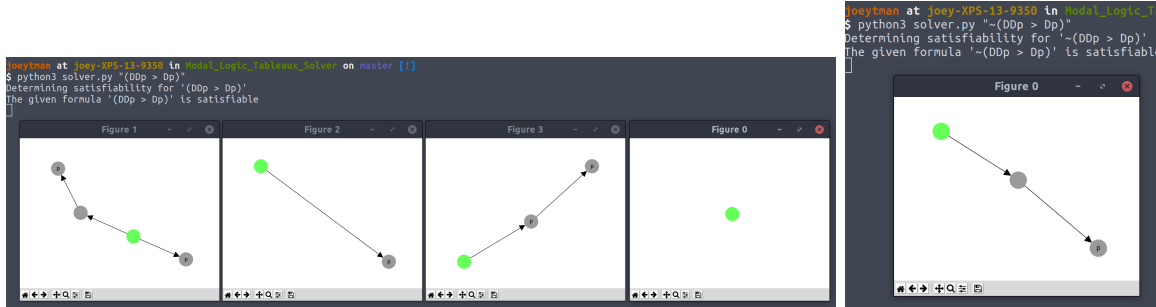 joeytman at joey-XPS-13-9350 in Modal_Logic_Tableaux_Solver on master [!]
$ python3 solver.py "(DDp > Dp)"
Determining satisfiability for '(DDp > Dp)'
The given formula '(DDp > Dp)' is satisfiable
Figure 1
p
p
Figure 2
p
Figure 3
p
p
Figure 0
joeytman at joey-XPS-13-9350 in Modal_Logic_T
$ python3 solver.py "~(DDp > Dp)"
Determining satisfiability for '~(DDp > Dp)'
The given formula '~(DDp > Dp)' is satisfiabl
Figure 0
p